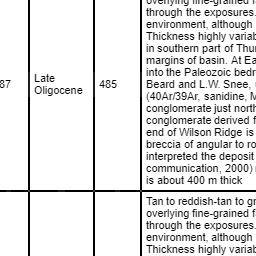 overlying fine-grained f
through the exposures.
environment, although
Thickness highly variab
in southern part of Thu
margins of basin. At Ea
into the Paleozoic bedr
87
Late
Oligocene
485
Beard and L.W. Snee,
(40Ar/39Ar, sanidine, M
conglomerate just north
conglomerate derived f
end of Wilson Ridge is
breccia of angular to ro
interpreted the deposit
communication, 2000)
is about 400 m thick
Tan to reddish-tan to gr
overlying fine-grained fa
through the exposures.
environment, although
Thickness highly variab